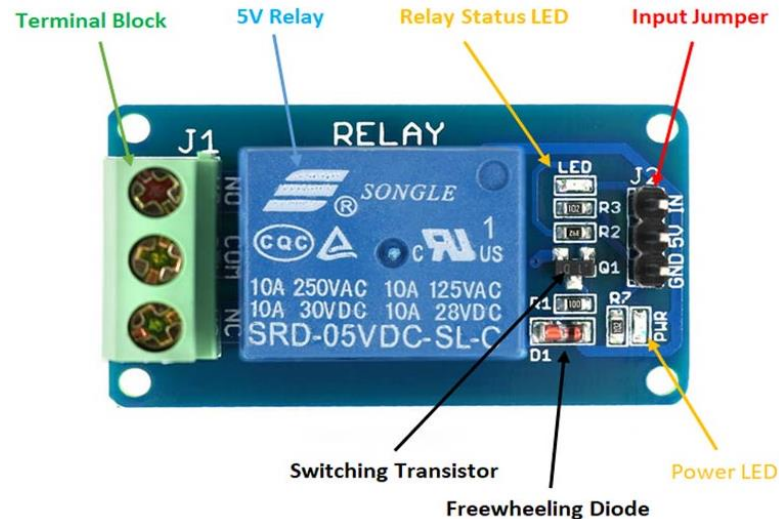 Terminal Block
5V Relay
Relay Status LED
Input Jumper
J1
RELAY
NO
COM
NC
SONGLE
®
CQC
C US
1
10A 250VAC 10A 125VAC
10A 30VDC 10A 28VDC
SRD-05VDC-SL-C
LED
R3
102
R2
Q1
R1
100
D1
R7
102
PWR
J2
IN
5V
GND
Switching Transistor
Freewheeling Diode
Power LED